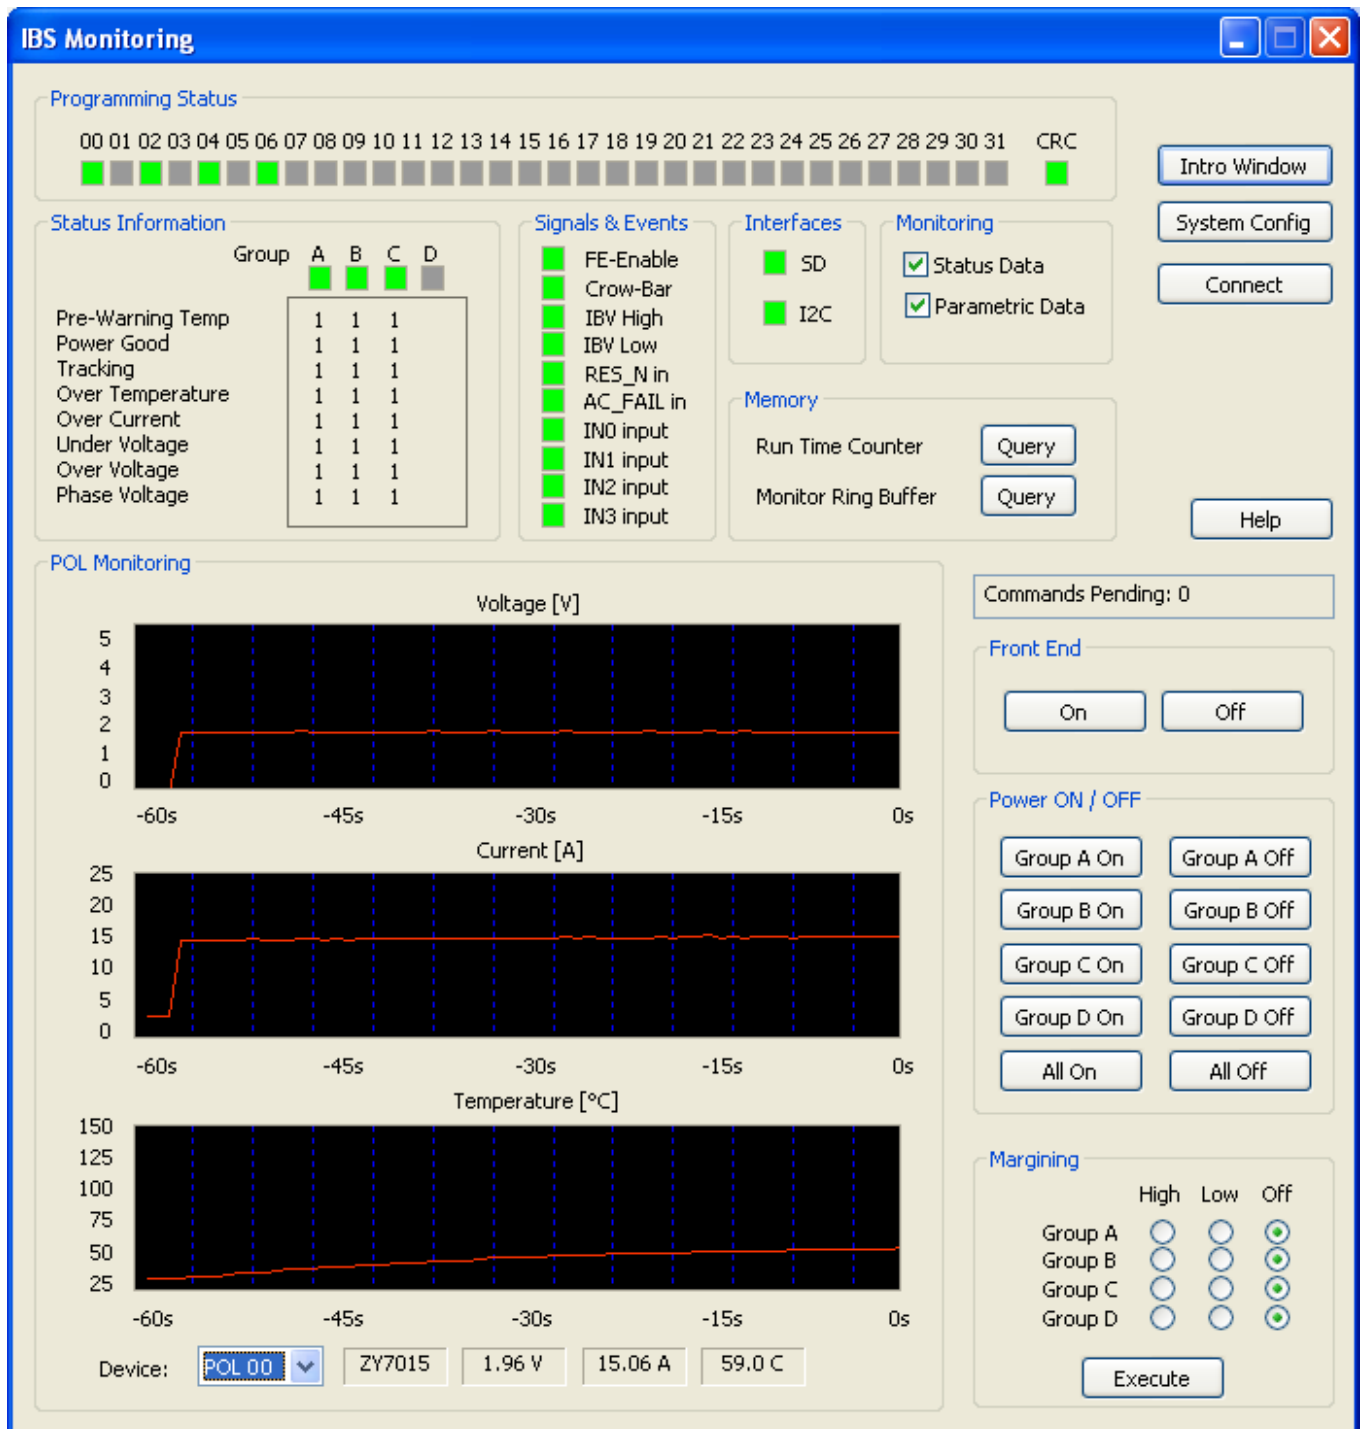 IBS Monitoring
Programming Status
00 01 02 03 04 05 06 07 08 09 10 11 12 13 14 15 16 17 18 19 20 21 22 23 24 25 26 27 28 29 30 31 CRC
Intro Window
System Config
Connect
Help
Status Information
Group A B C D
Pre-Warning Temp 1 1 1
Power Good 1 1 1
Tracking 1 1 1
Over Temperature 1 1 1
Over Current 1 1 1
Under Voltage 1 1 1
Over Voltage 1 1 1
Phase Voltage 1 1 1
Signals & Events
FE-Enable
Crow-Bar
IBV High
IBV Low
RES_N in
AC_FAIL in
IN0 input
IN1 input
IN2 input
IN3 input
Interfaces
SD
I2C
Monitoring
Status Data
Parametric Data
Memory
Run Time Counter Query
Monitor Ring Buffer Query
POL Monitoring
Voltage [V]
5
4
3
2
1
0
-60s -45s -30s -15s 0s
Current [A]
25
20
15
10
5
0
-60s -45s -30s -15s 0s
Temperature [°C]
150
125
100
75
50
25
-60s -45s -30s -15s 0s
Device: POL 00 ZY7015 1.96 V 15.06 A 59.0 C
Commands Pending: 0
Front End
On Off
Power ON / OFF
Group A On Group A Off
Group B On Group B Off
Group C On Group C Off
Group D On Group D Off
All On All Off
Margining
High Low Off
Group A
Group B
Group C
Group D
Execute